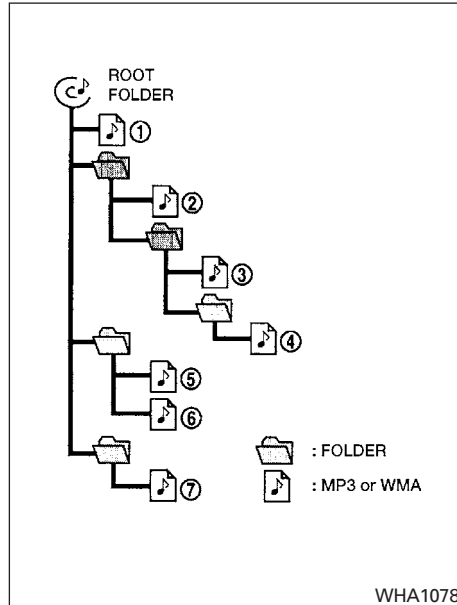 ROOT
FOLDER
①
②
③
④
⑤
⑥
⑦
: FOLDER
: MP3 or WMA
WHA1078